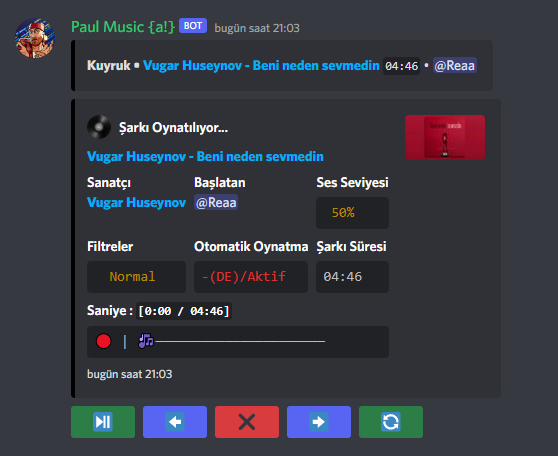 Paul Music {a!} BOT bugün saat 21:03
Kuyruk • Vugar Huseynov - Beni neden sevmedin 04:46 • @Reaa
Şarkı Oynatılıyor...
Vugar Huseynov - Beni neden sevmedin
Sanatçı Başlatan Ses Seviyesi
Vugar Huseynov @Reaa 50%
Filtreler Otomatik Oynatma Şarkı Süresi
Normal -(DE)/Aktif 04:46
Saniye : [0:00 / 04:46]
bugün saat 21:03